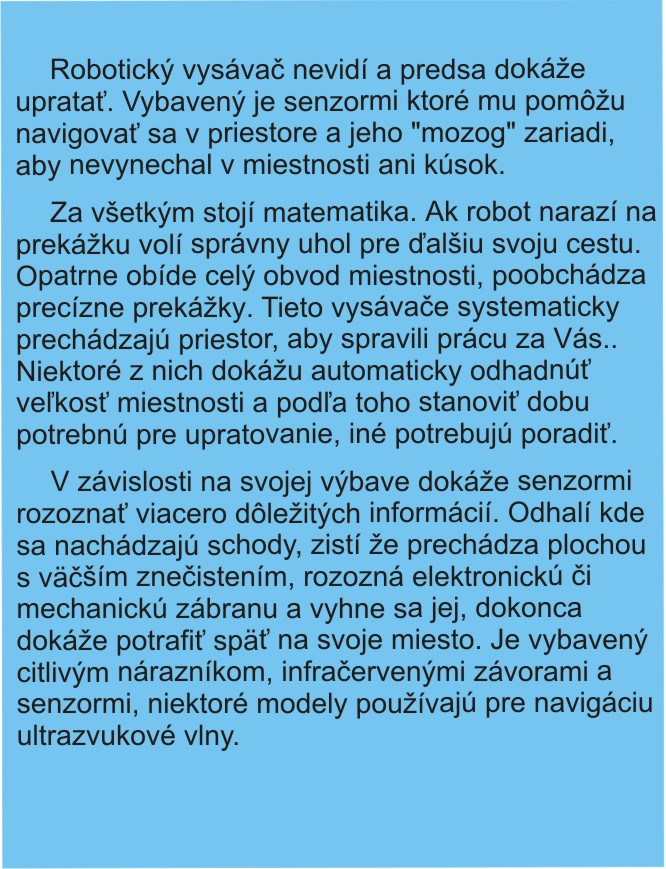 Robotický vysávač nevidí a predsa dokáže
upratať. Vybavený je senzormi ktoré mu pomôžu
navigovať sa v priestore a jeho "mozog" zariadi,
aby nevynechal v miestnosti ani kúsok.
Za všetkým stojí matematika. Ak robot narazí na
prekážku volí správny uhol pre ďalšiu svoju cestu.
Opatrne obíde celý obvod miestnosti, poobchádza
precízne prekážky. Tieto vysávače systematicky
prechádzajú priestor, aby spravili prácu za Vás..
Niektoré z nich dokážu automaticky odhadnúť
veľkosť miestnosti a podľa toho stanoviť dobu
potrebnú pre upratovanie, iné potrebujú poradiť.
V závislosti na svojej výbave dokáže senzormi
rozoznať viacero dôležitých informácií. Odhalí kde
sa nachádzajú schody, zistí že prechádza plochou
s väčším znečistením, rozozná elektronickú či
mechanickú zábranu a vyhne sa jej, dokonca
dokáže potrafiť späť na svoje miesto. Je vybavený
citlivým nárazníkom, infračervenými závorami a
senzormi, niektoré modely používajú pre navigáciu
ultrazvukové vlny.